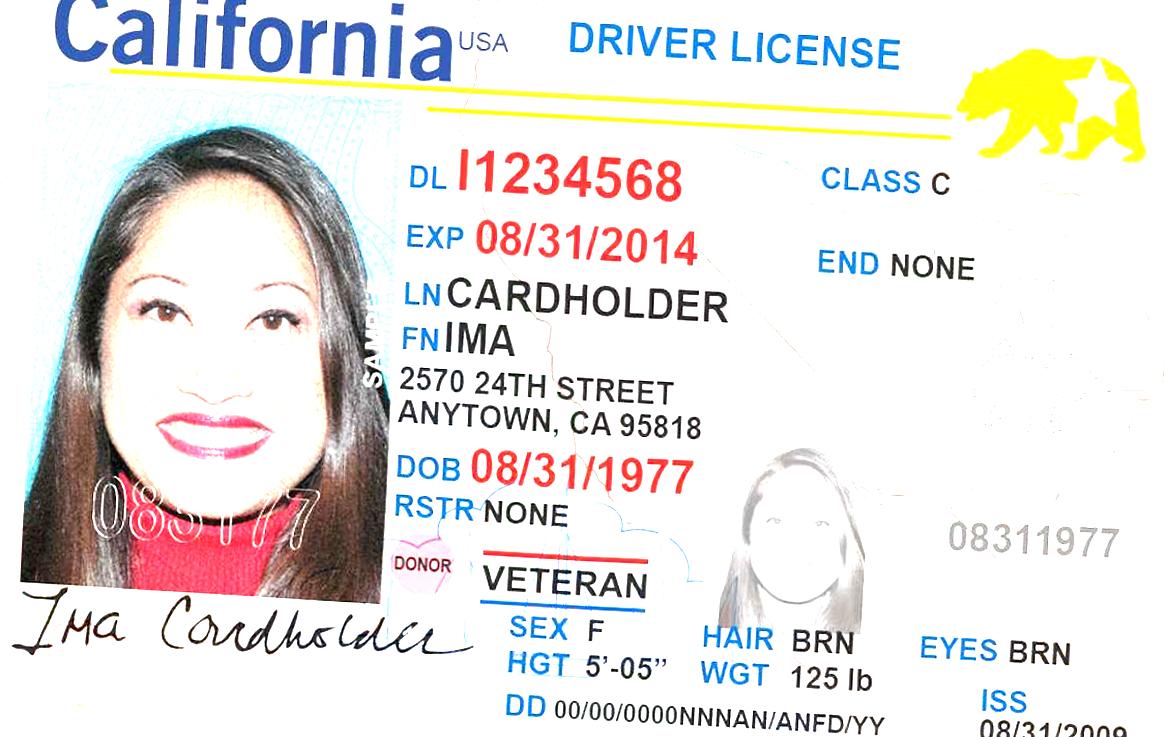 California USA DRIVER LICENSE
DL I1234568 CLASS C
EXP 08/31/2014 END NONE
LN CARDHOLDER
FN IMA
2570 24TH STREET
ANYTOWN, CA 95818
DOB 08/31/1977
RSTR NONE
08311977
DONOR
VETERAN
SEX F HAIR BRN EYES BRN
HGT 5'-05" WGT 125 lb ISS
DD 00/00/0000NNNAN/ANFD/YY 08/31/2009
SAMPLE
083177
Ima Cardholder